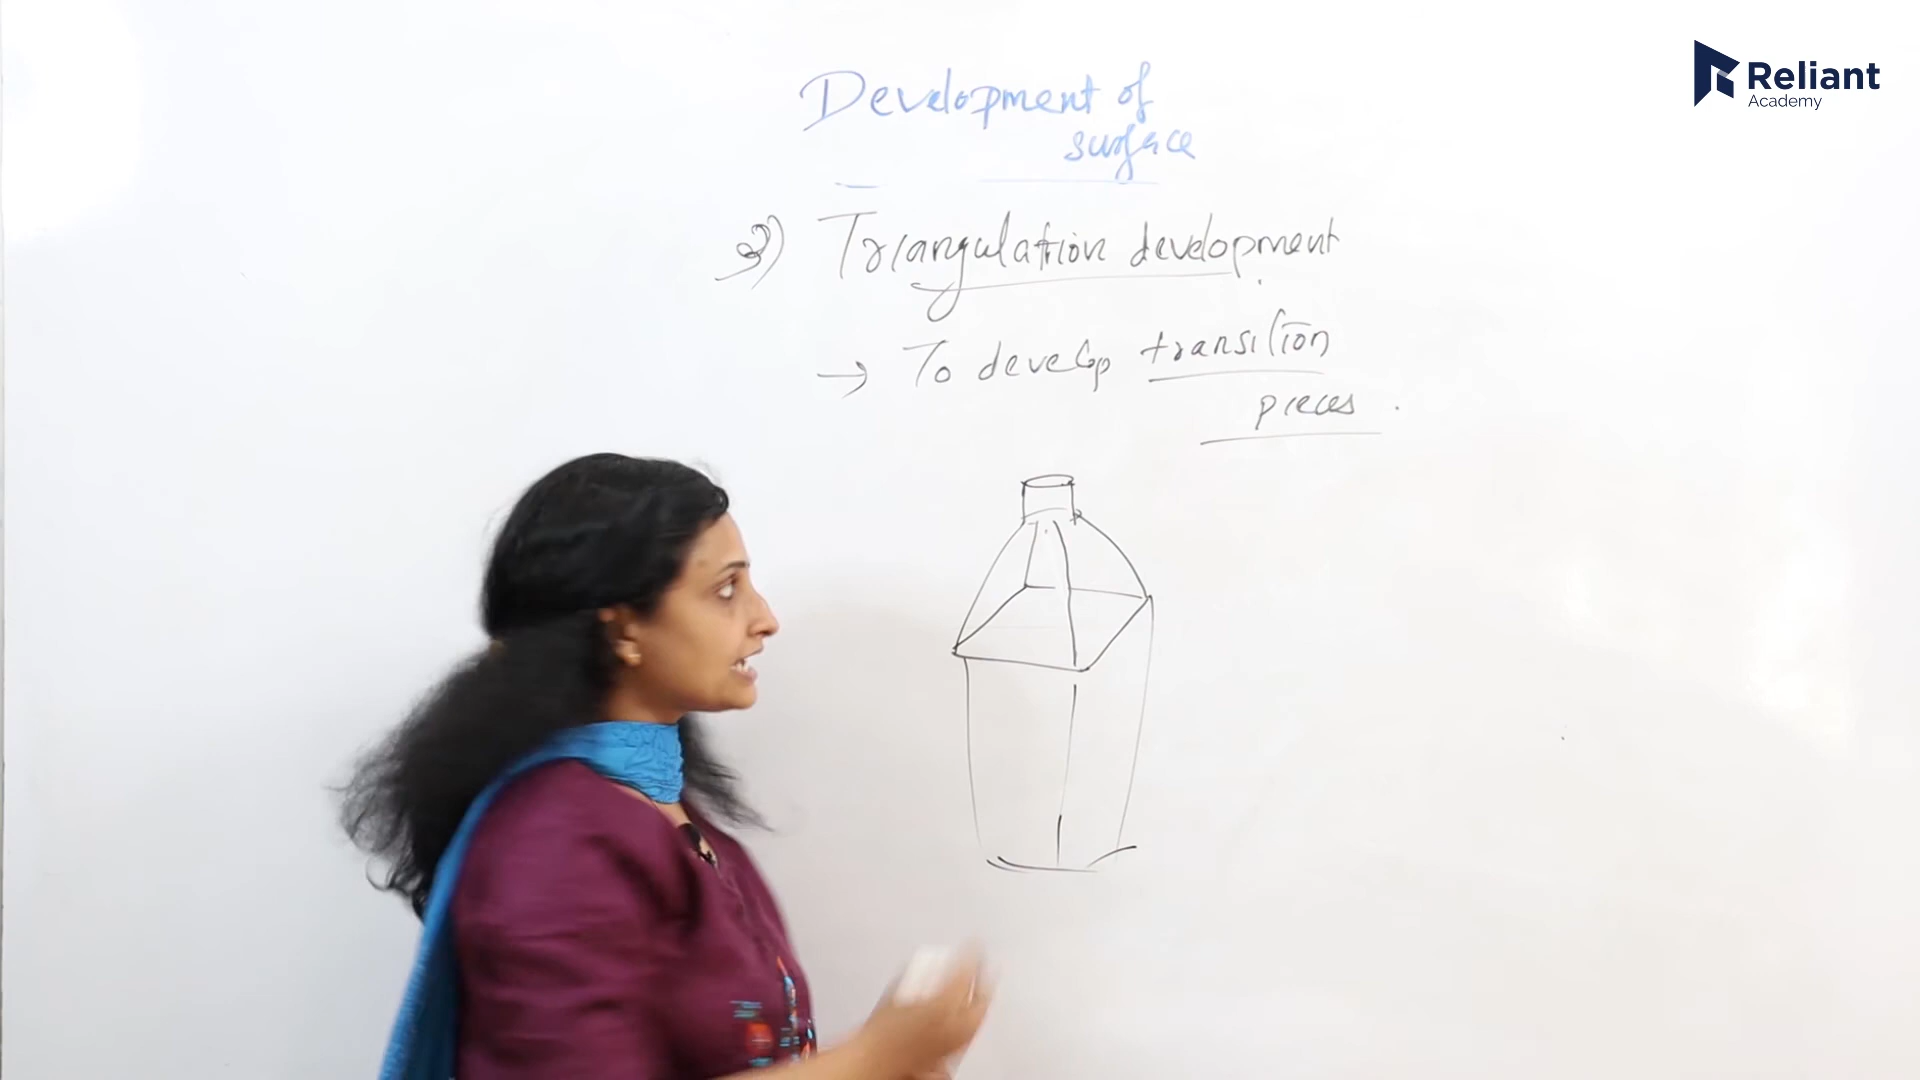 Development of
surface
3) Triangulation development
→ To develop transition
pieces.
Reliant
Academy